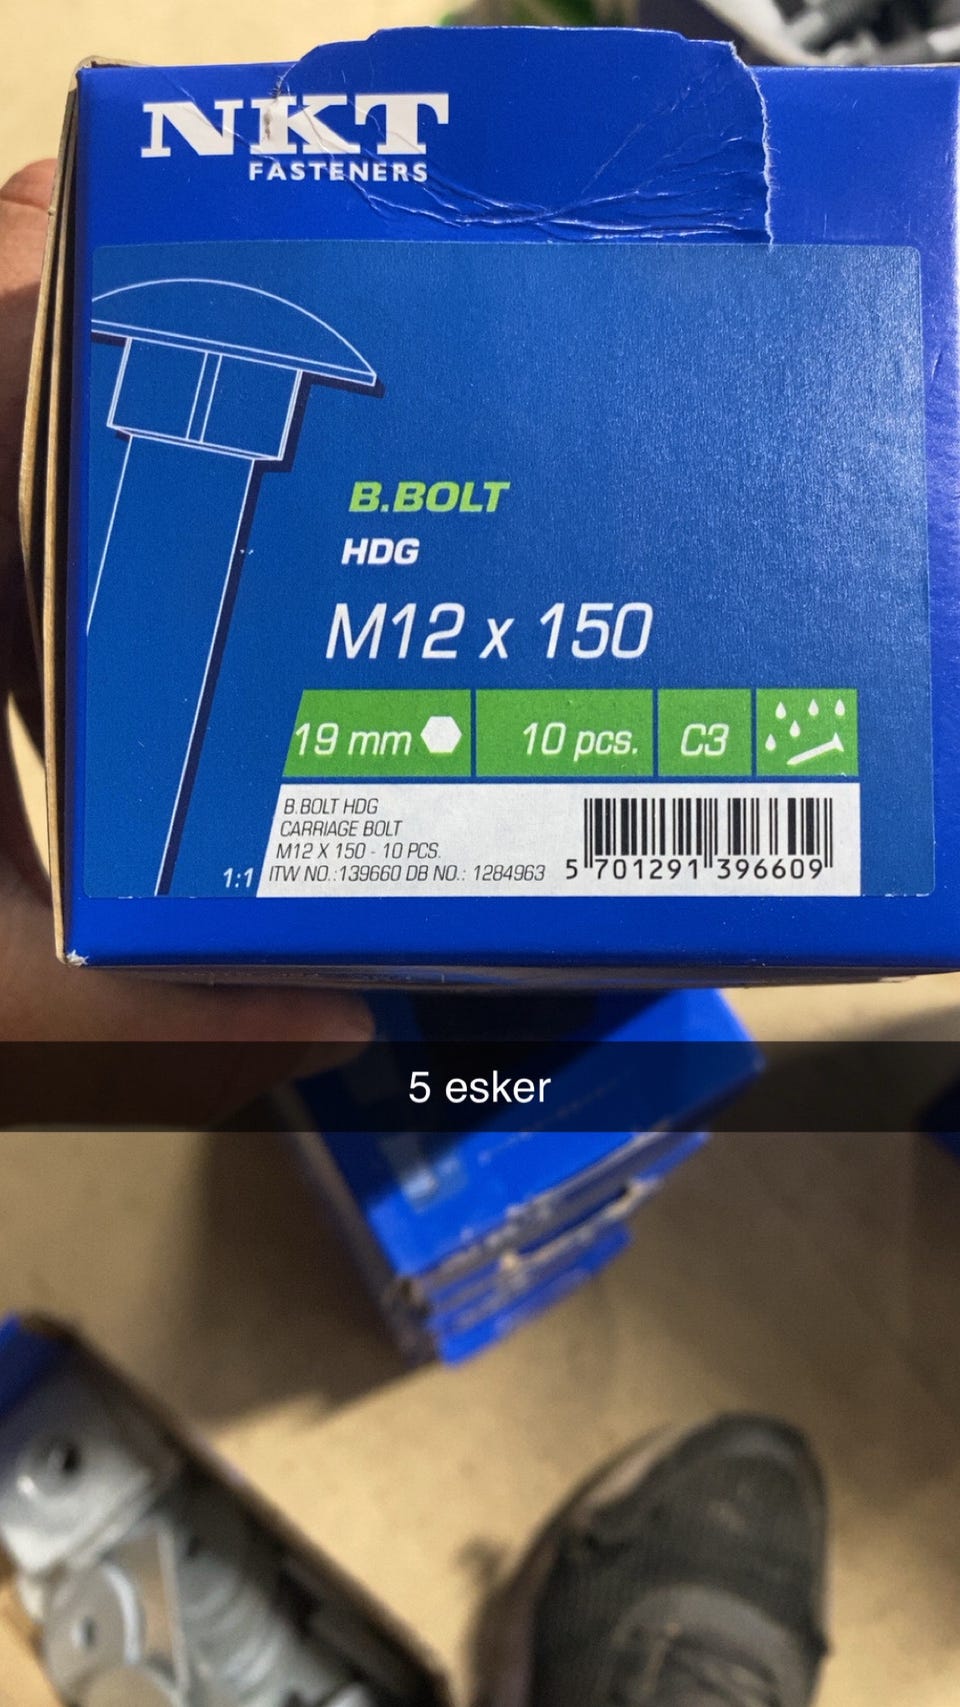 NKT
FASTENERS
B.BOLT
HDG
M12 x 150
19 mm
10 pcs.
C3
B.BOLT HDG
CARRIAGE BOLT
M12 X 150 - 10 PCS.
1:1
ITW NO.:139660 DB NO.: 1284963
5 701291 396609
5 esker